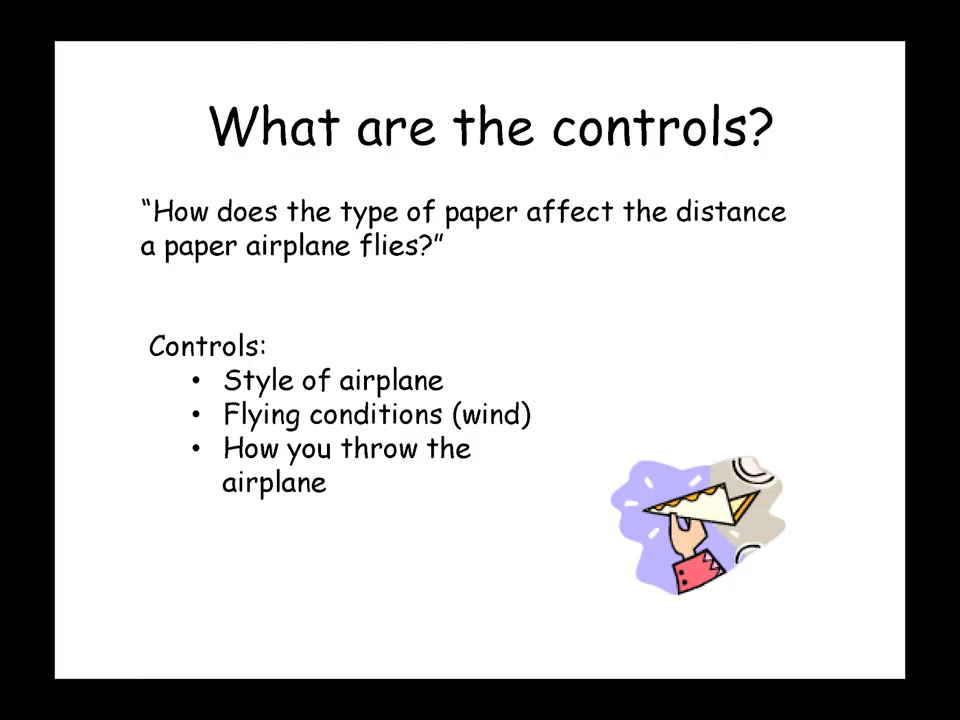 What are the controls?
“How does the type of paper affect the distance
a paper airplane flies?”
Controls:
• Style of airplane
• Flying conditions (wind)
• How you throw the
airplane